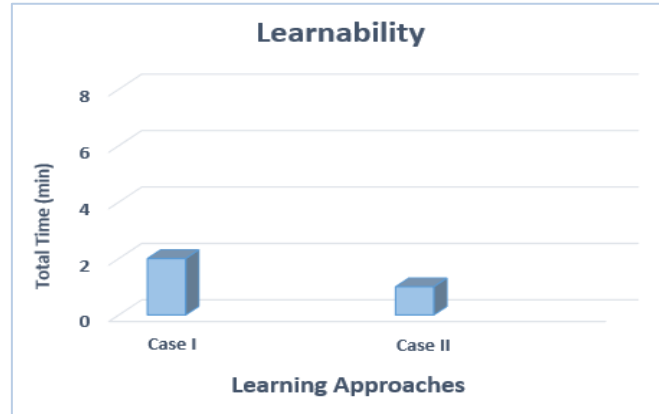 Learnability
Total Time (min)
8
6
4
2
0
Case I
Case II
Learning Approaches